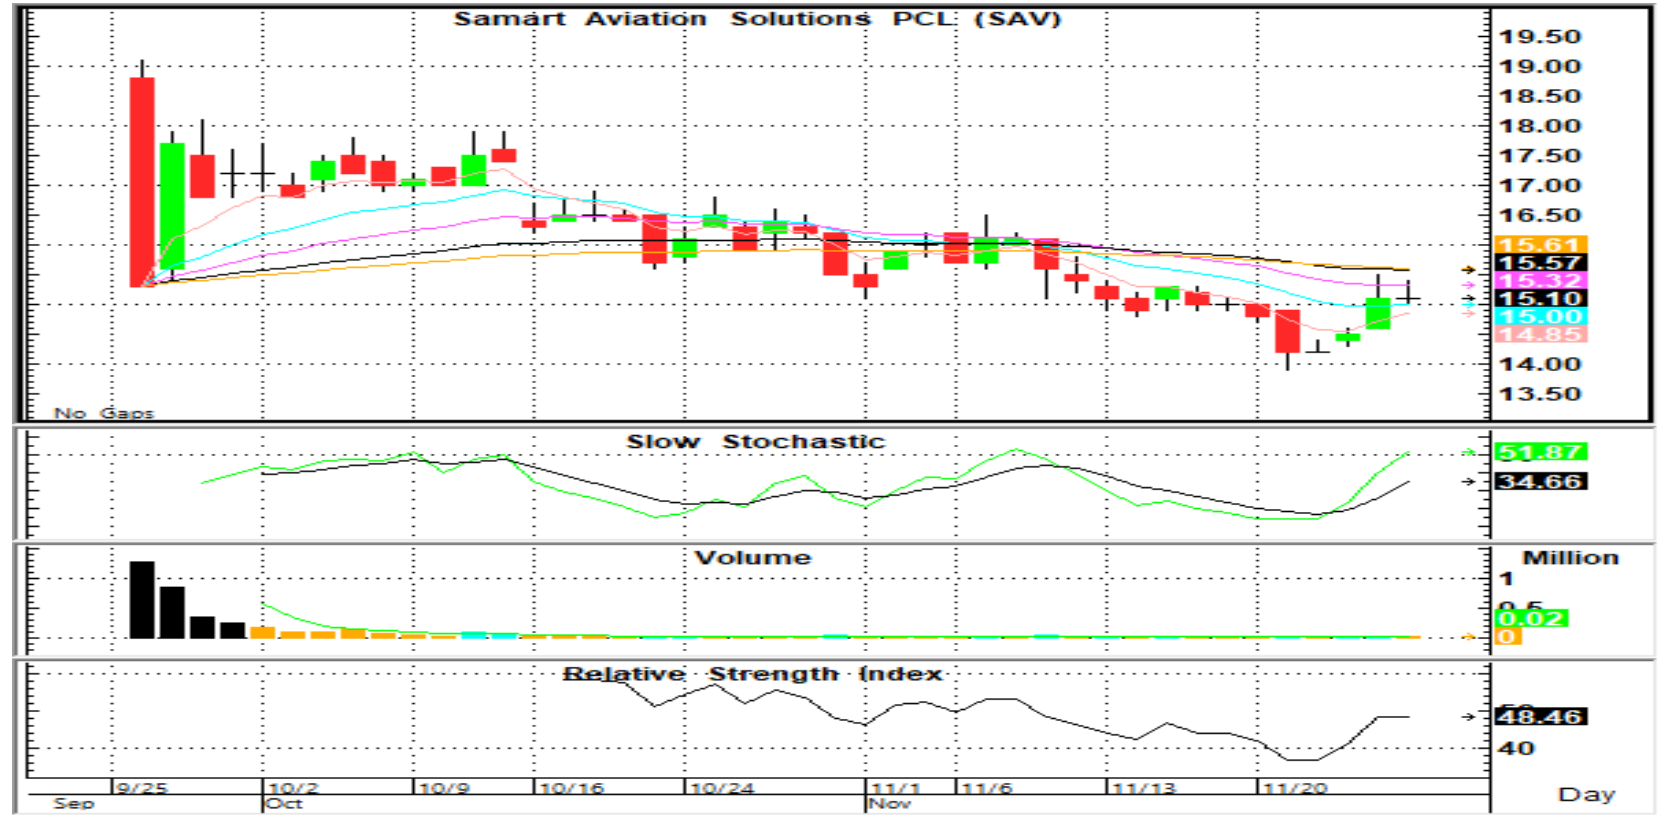 Samart Aviation Solutions PCL (SAV)
19.50
19.00
18.50
18.00
17.50
17.00
16.50
15.61
15.57
15.32
15.10
15.00
14.85
14.00
13.50
No Gaps
Slow Stochastic
51.87
34.66
Volume
Million
1
0.5
0.02
0
Relative Strength Index
48.46
40
9/25 10/2 10/9 10/16 10/24 11/1 11/6 11/13 11/20
Sep Oct Nov
Day